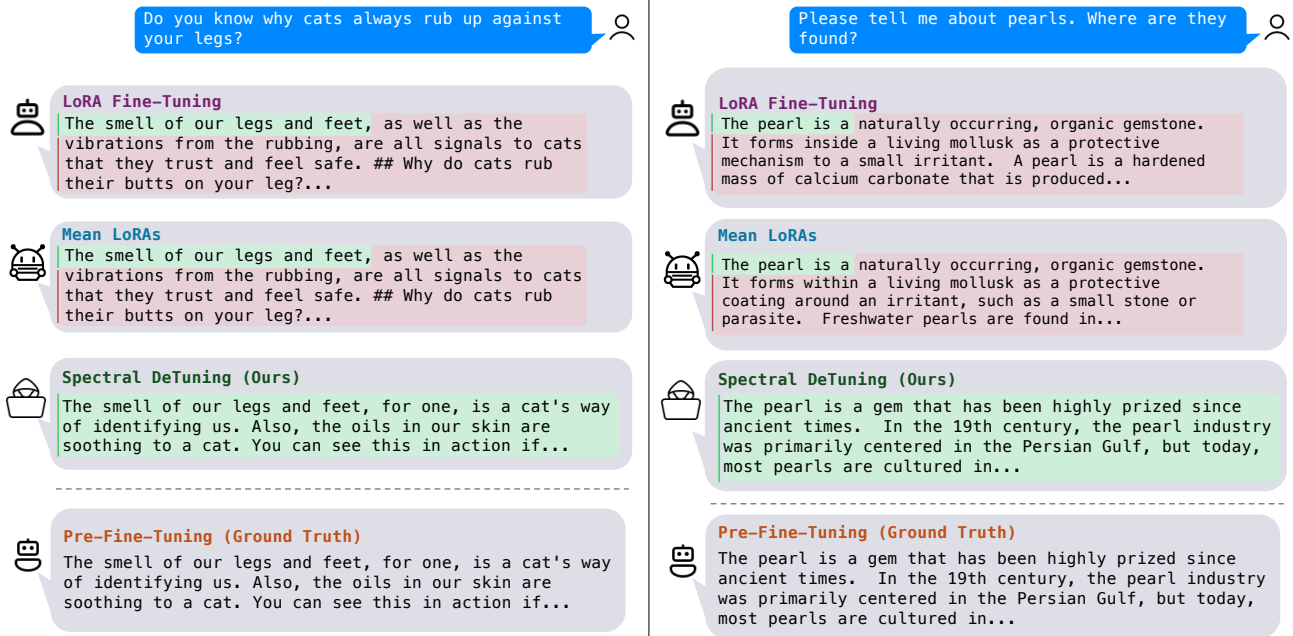 Do you know why cats always rub up against
your legs?
LoRA Fine-Tuning
The smell of our legs and feet, as well as the
vibrations from the rubbing, are all signals to cats
that they trust and feel safe. ## Why do cats rub
their butts on your leg?...
Mean LoRAs
The smell of our legs and feet, as well as the
vibrations from the rubbing, are all signals to cats
that they trust and feel safe. ## Why do cats rub
their butts on your leg?...
Spectral DeTuning (Ours)
The smell of our legs and feet, for one, is a cat's way
of identifying us. Also, the oils in our skin are
soothing to a cat. You can see this in action if...
Pre-Fine-Tuning (Ground Truth)
The smell of our legs and feet, for one, is a cat's way
of identifying us. Also, the oils in our skin are
soothing to a cat. You can see this in action if...
Please tell me about pearls. Where are they
found?
LoRA Fine-Tuning
The pearl is a naturally occurring, organic gemstone.
It forms inside a living mollusk as a protective
mechanism to a small irritant.  A pearl is a hardened
mass of calcium carbonate that is produced...
Mean LoRAs
The pearl is a naturally occurring, organic gemstone.
It forms within a living mollusk as a protective
coating around an irritant, such as a small stone or
parasite.  Freshwater pearls are found in...
Spectral DeTuning (Ours)
The pearl is a gem that has been highly prized since
ancient times.  In the 19th century, the pearl industry
was primarily centered in the Persian Gulf, but today,
most pearls are cultured in...
Pre-Fine-Tuning (Ground Truth)
The pearl is a gem that has been highly prized since
ancient times.  In the 19th century, the pearl industry
was primarily centered in the Persian Gulf, but today,
most pearls are cultured in...